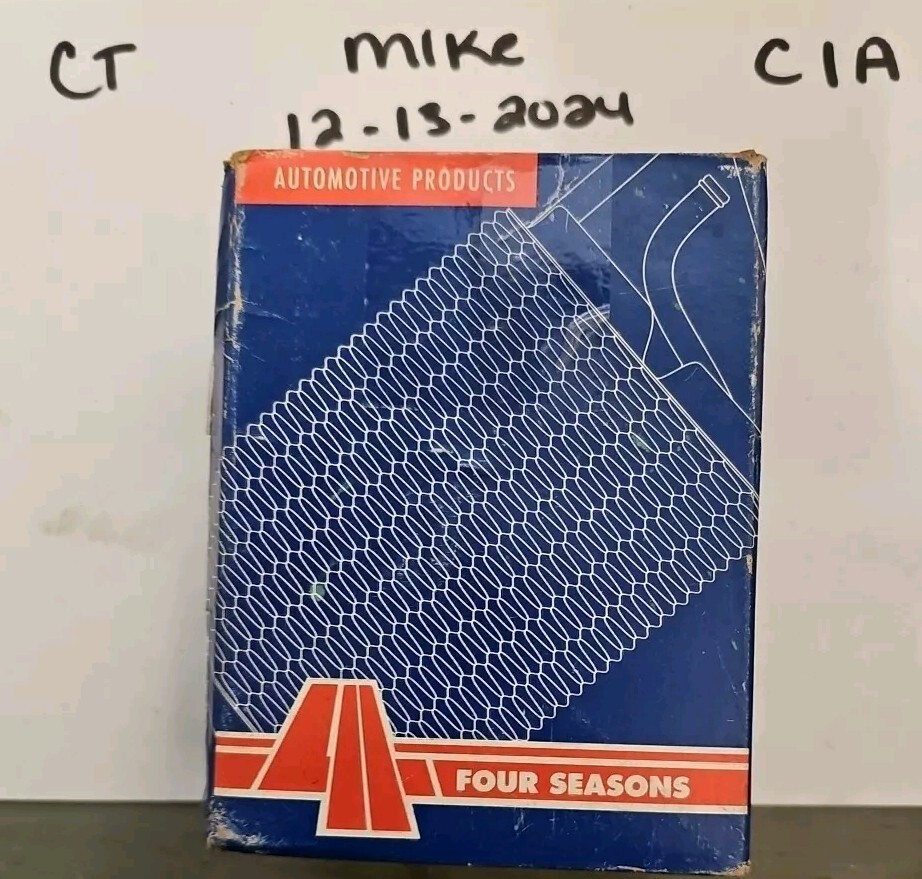 CT MIKE CIA
12-13-2024
AUTOMOTIVE PRODUCTS
FOUR SEASONS